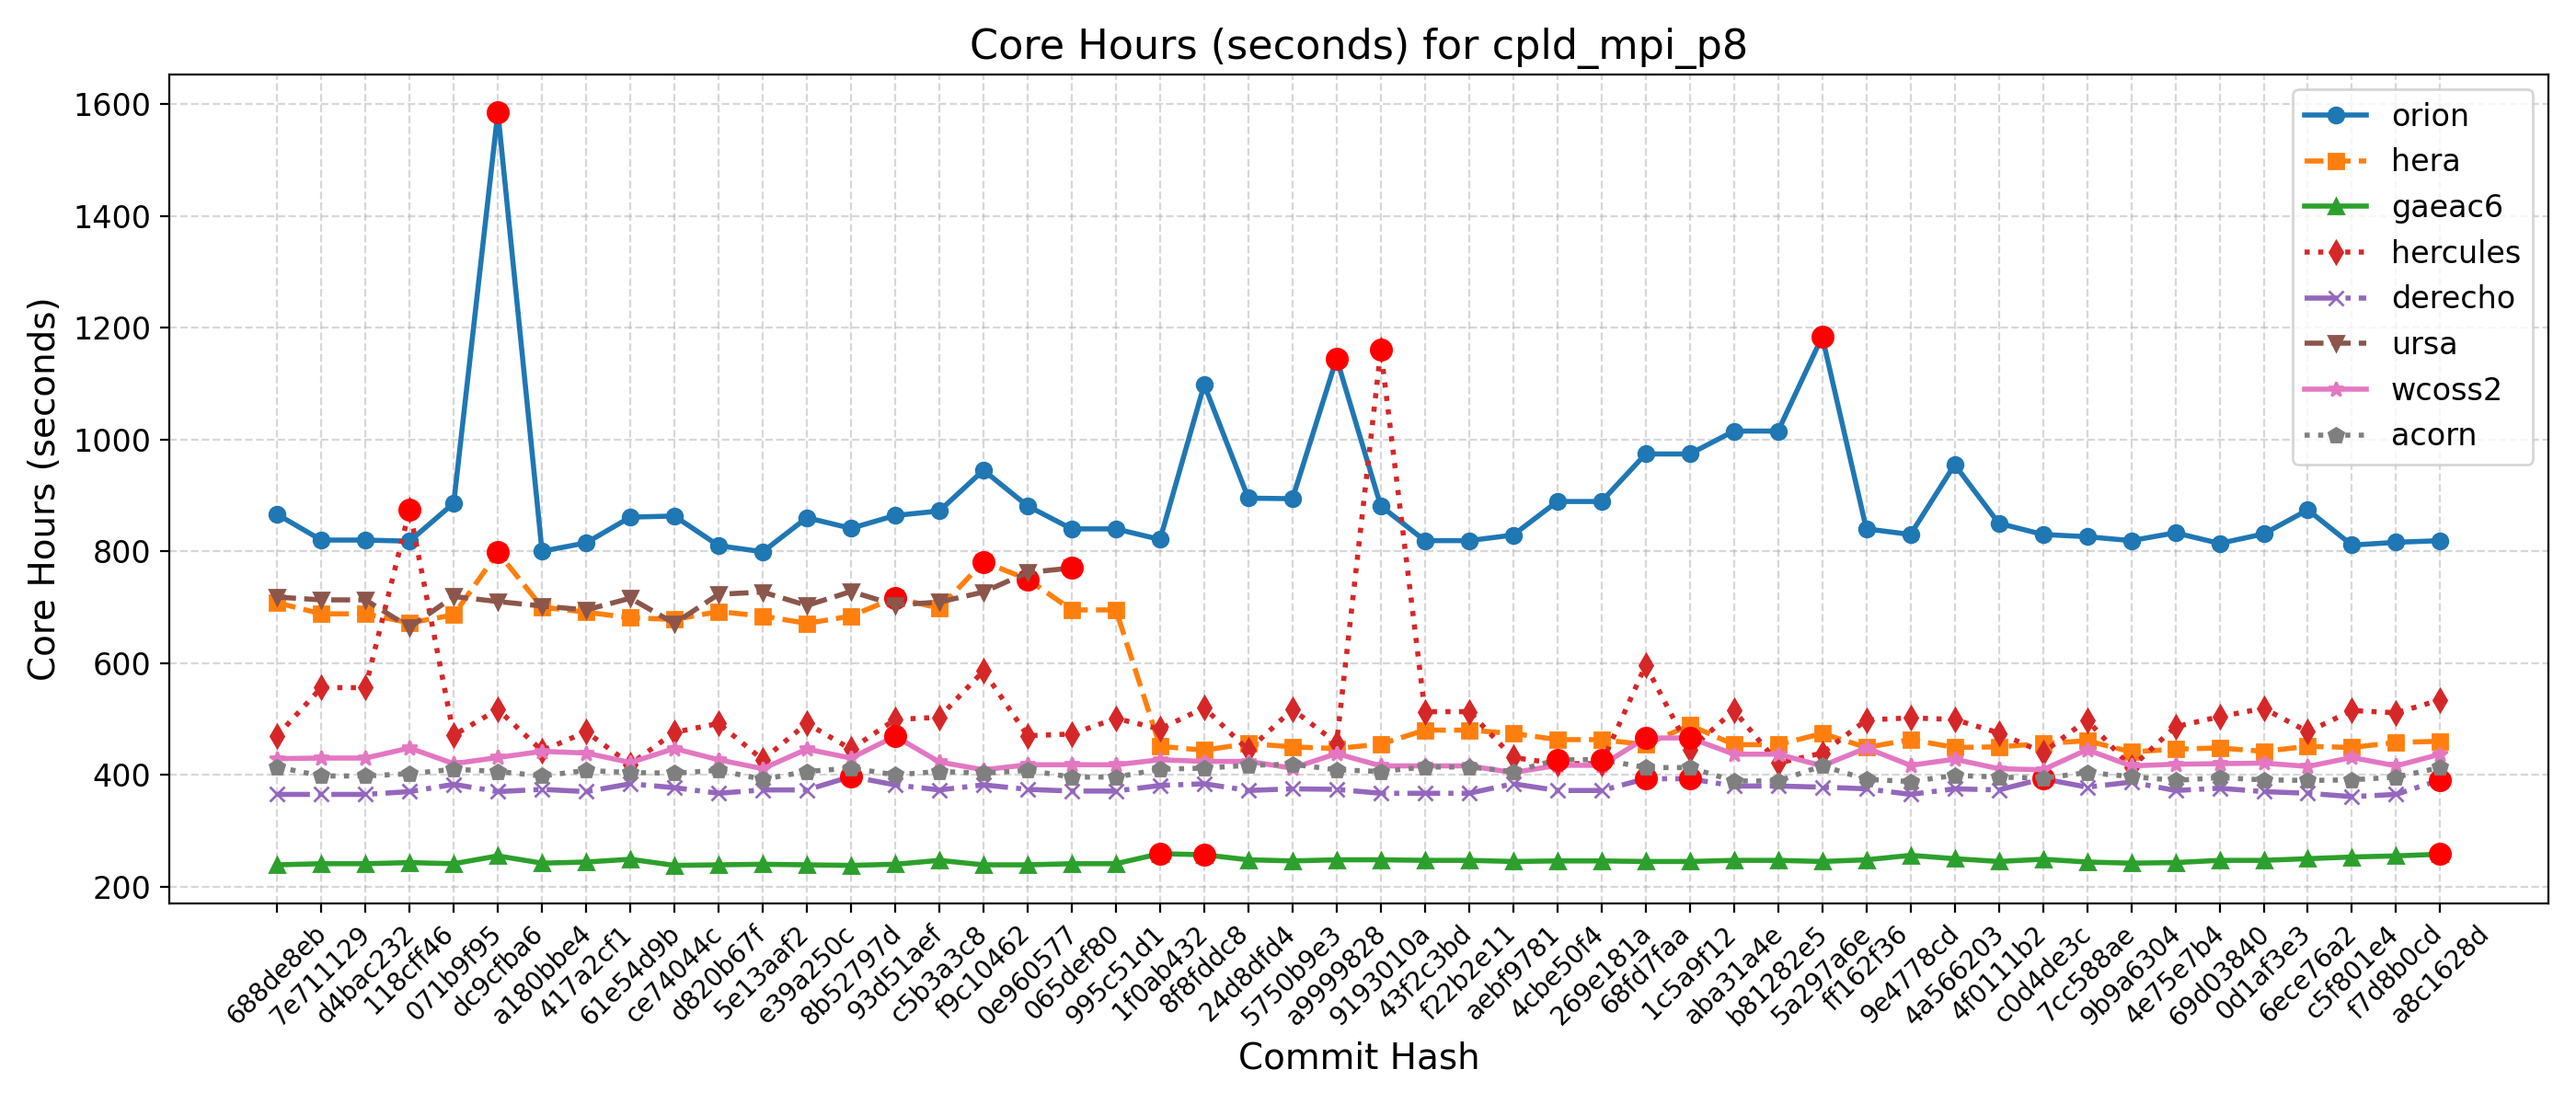 Core Hours (seconds) for cpld_mpi_p8
Core Hours (seconds)
1600
1400
1200
1000
800
600
400
200
orion
hera
gaeac6
hercules
derecho
ursa
wcoss2
acorn
688de8eb
7e711129
d4bac232
118cff46
071b9f95
dc9cfba6
a180bbe4
417a2cf1
61e54d9b
ce74044c
d820b67f
5e13aaf2
e39a250c
8b52797d
93d51aef
c5b3a3c8
f9c10462
0e960577
065def80
995c51d1
1f0ab432
8f8fddc8
24d8dfd4
5750b9e3
a9999828
9193010a
43f2c3bd
f22b2e11
aebf9781
4cbe50f4
269e181a
68fd7faa
1c5a9f12
aba31a4e
b81282e5
5a297a6e
ff162f36
9e4778cd
4a566203
4f0111b2
c0d4de3c
7cc588ae
9b9a6304
4e75e7b4
69d03840
0d1af3e3
6ece76a2
c5f801e4
f7d8b0cd
a8c1628d
Commit Hash